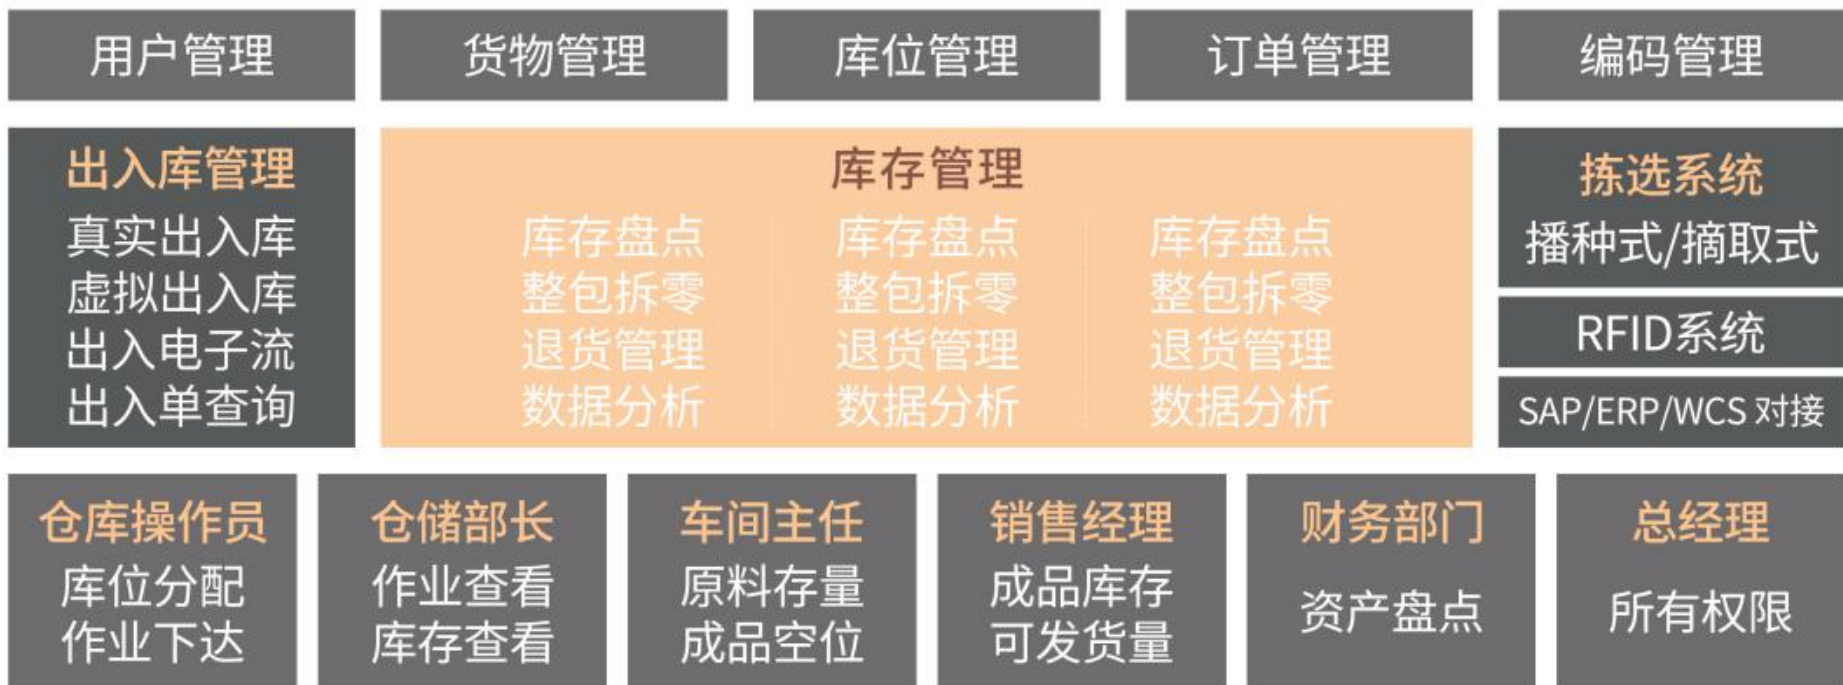 用户管理
货物管理
库位管理
订单管理
编码管理
出入库管理
真实出入库
虚拟出入库
出入电子流
出入单查询
库存管理
库存盘点 库存盘点 库存盘点
整包拆零 整包拆零 整包拆零
退货管理 退货管理 退货管理
数据分析 数据分析 数据分析
拣选系统
播种式/摘取式
RFID系统
SAP/ERP/WCS 对接
仓库操作员
库位分配
作业下达
仓储部长
作业查看
库存查看
车间主任
原料存量
成品空位
销售经理
成品库存
可发货量
财务部门
资产盘点
总经理
所有权限